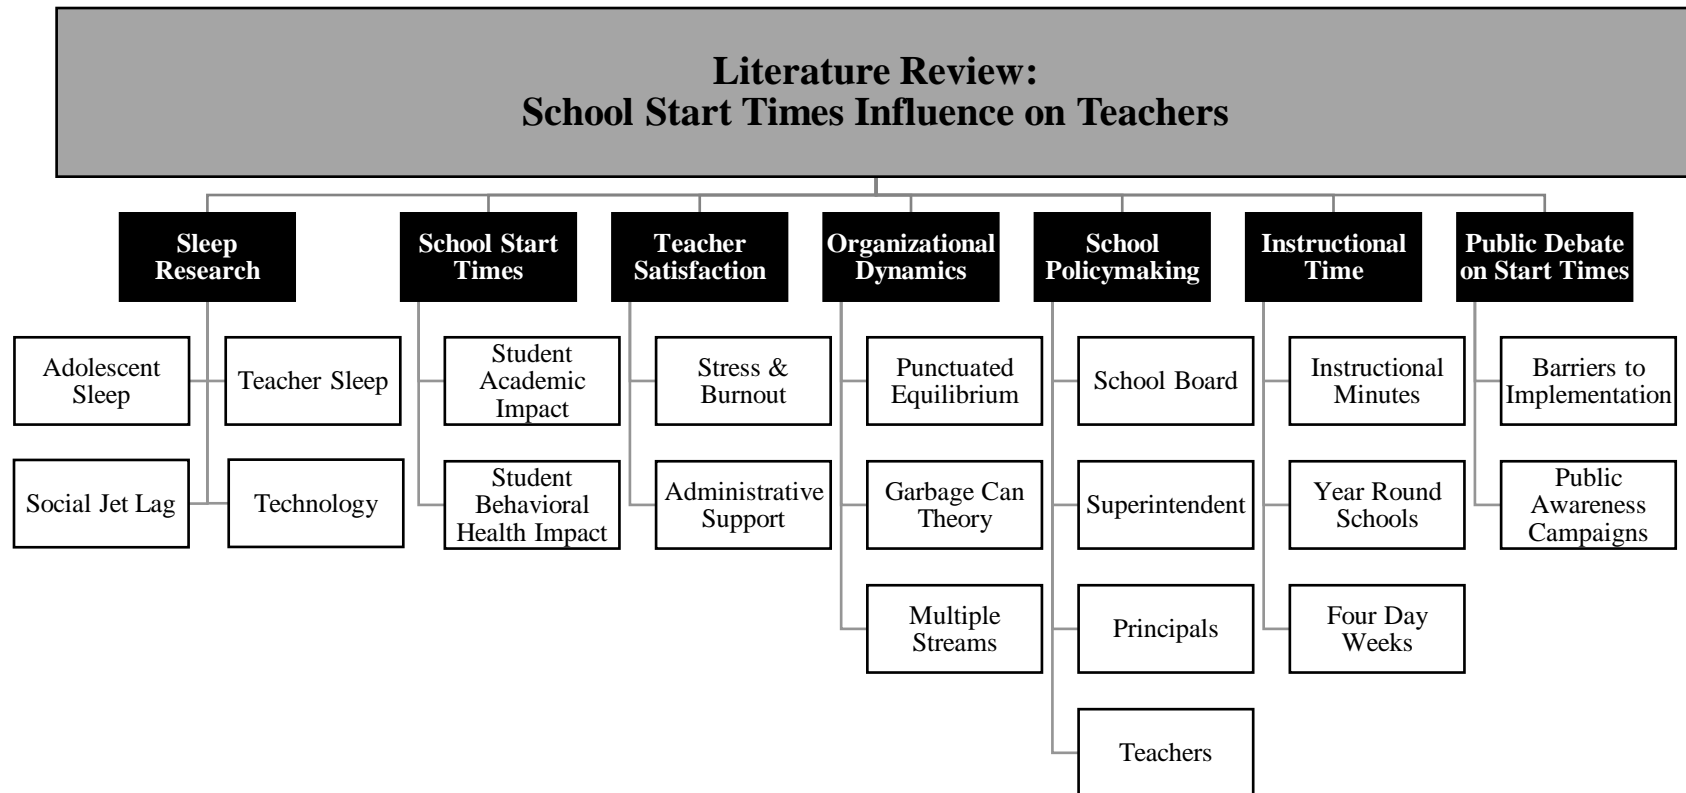 Literature Review:
School Start Times Influence on Teachers
Sleep
Research
School Start
Times
Teacher
Satisfaction
Organizational
Dynamics
School
Policymaking
Instructional
Time
Public Debate
on Start Times
Adolescent
Sleep
Teacher Sleep
Social Jet Lag
Technology
Student
Academic
Impact
Student
Behavioral
Health Impact
Stress &
Burnout
Administrative
Support
Punctuated
Equilibrium
Garbage Can
Theory
Multiple
Streams
School Board
Superintendent
Principals
Teachers
Instructional
Minutes
Year Round
Schools
Four Day
Weeks
Barriers to
Implementation
Public
Awareness
Campaigns